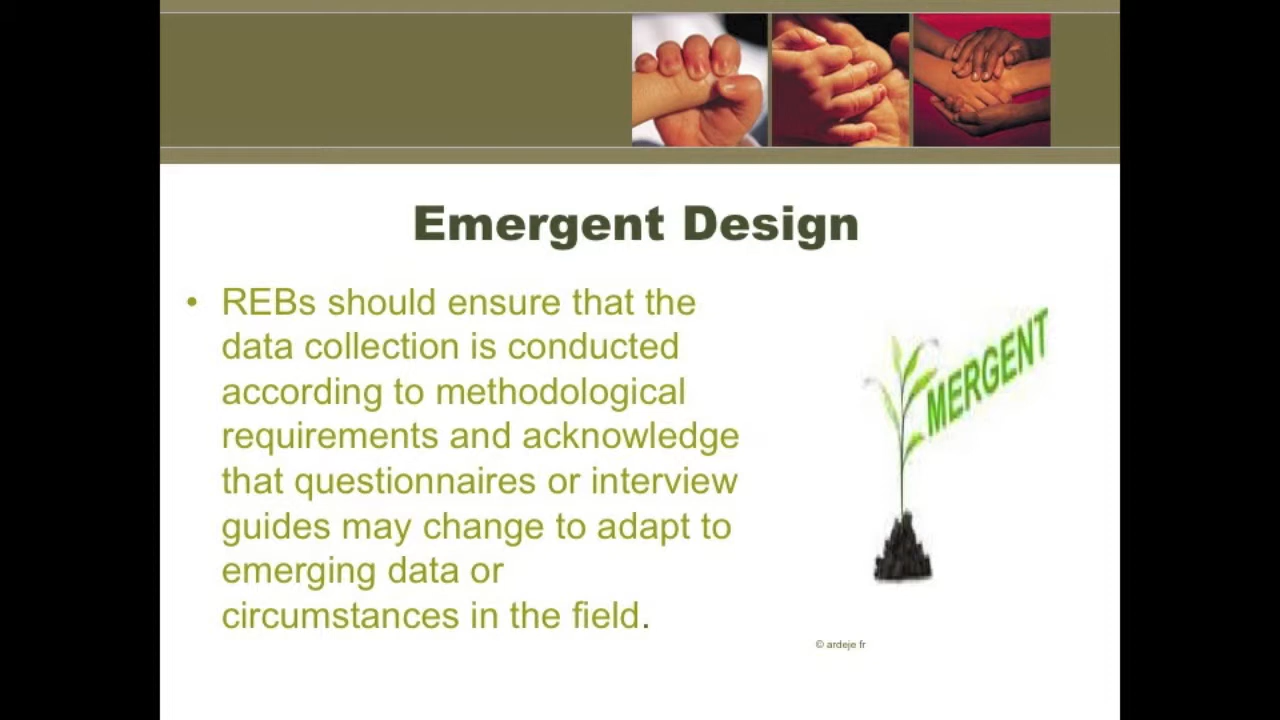 Emergent Design
• REBs should ensure that the
data collection is conducted
according to methodological
requirements and acknowledge
that questionnaires or interview
guides may change to adapt to
emerging data or
circumstances in the field.
MERGENT
© ardeje fr